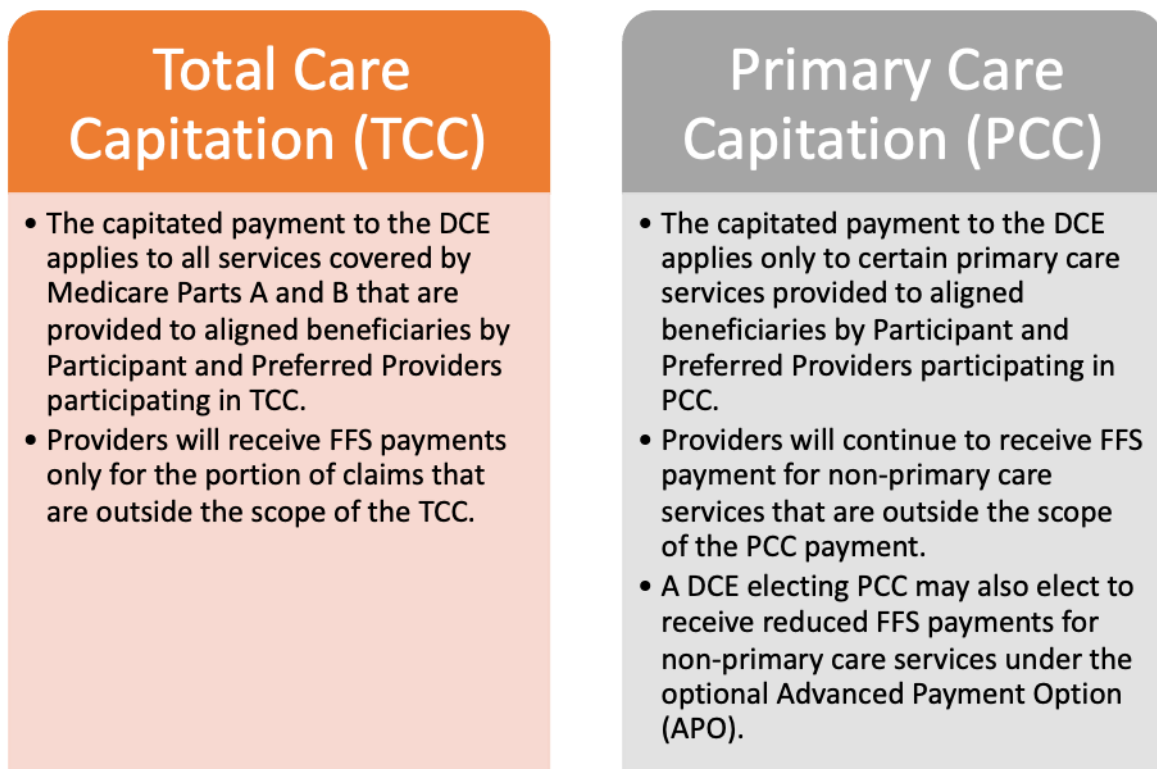 Total Care
Capitation (TCC)
• The capitated payment to the DCE
applies to all services covered by
Medicare Parts A and B that are
provided to aligned beneficiaries by
Participant and Preferred Providers
participating in TCC.
• Providers will receive FFS payments
only for the portion of claims that
are outside the scope of the TCC.
Primary Care
Capitation (PCC)
• The capitated payment to the DCE
applies only to certain primary care
services provided to aligned
beneficiaries by Participant and
Preferred Providers participating in
PCC.
• Providers will continue to receive FFS
payment for non-primary care
services that are outside the scope
of the PCC payment.
• A DCE electing PCC may also elect to
receive reduced FFS payments for
non-primary care services under the
optional Advanced Payment Option
(APO).